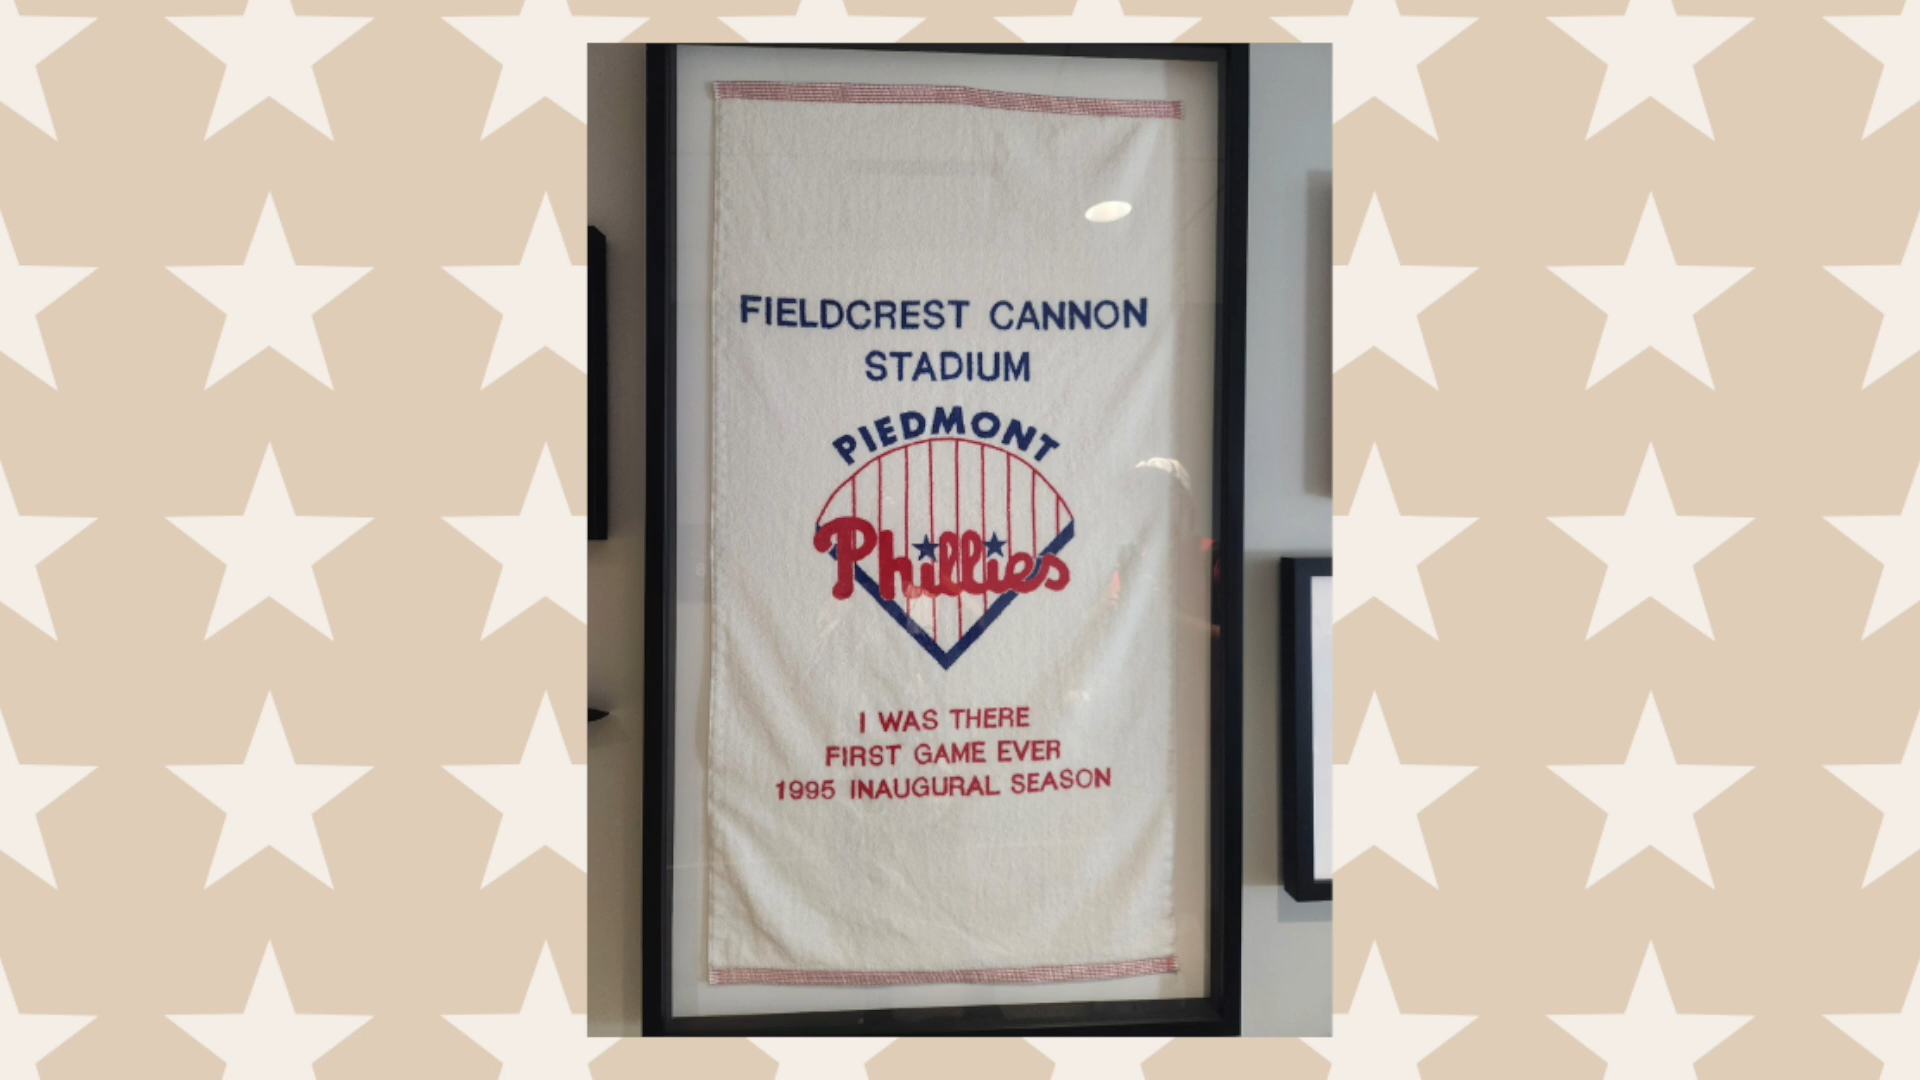 FIELDCREST CANNON
STADIUM
PIEDMONT
Phillies
I WAS THERE
FIRST GAME EVER
1995 INAUGURAL SEASON